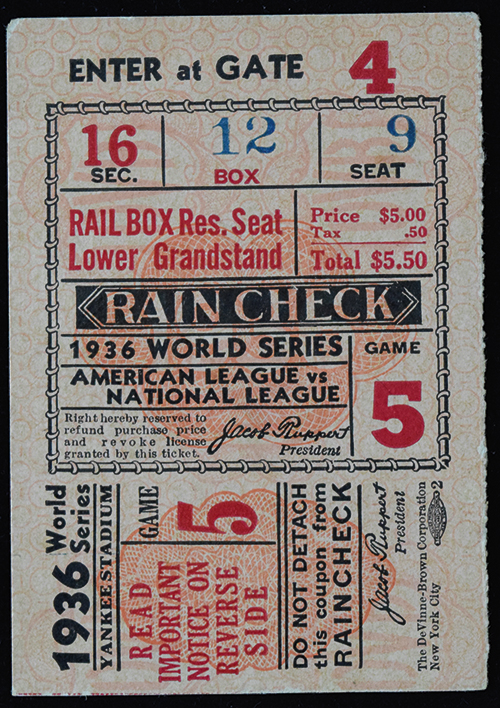 ENTER at GATE 4
16 12 9
SEC. BOX SEAT
RAIL BOX Res. Seat
Lower Grandstand
Price $5.00
Tax .50
Total $5.50
RAIN CHECK
1936 WORLD SERIES
AMERICAN LEAGUE vs
NATIONAL LEAGUE
GAME
5
Right hereby reserved to
refund purchase price
and revoke license
granted by this ticket.
Jacob Ruppert
President
1936 World
Series
YANKEE STADIUM
GAME
5
READ
IMPORTANT
NOTICE ON
REVERSE
SIDE
DO NOT DETACH
this coupon from
RAINCHECK
Jacob Ruppert
President
The DeVinne-Brown Corporation
New York City.
2